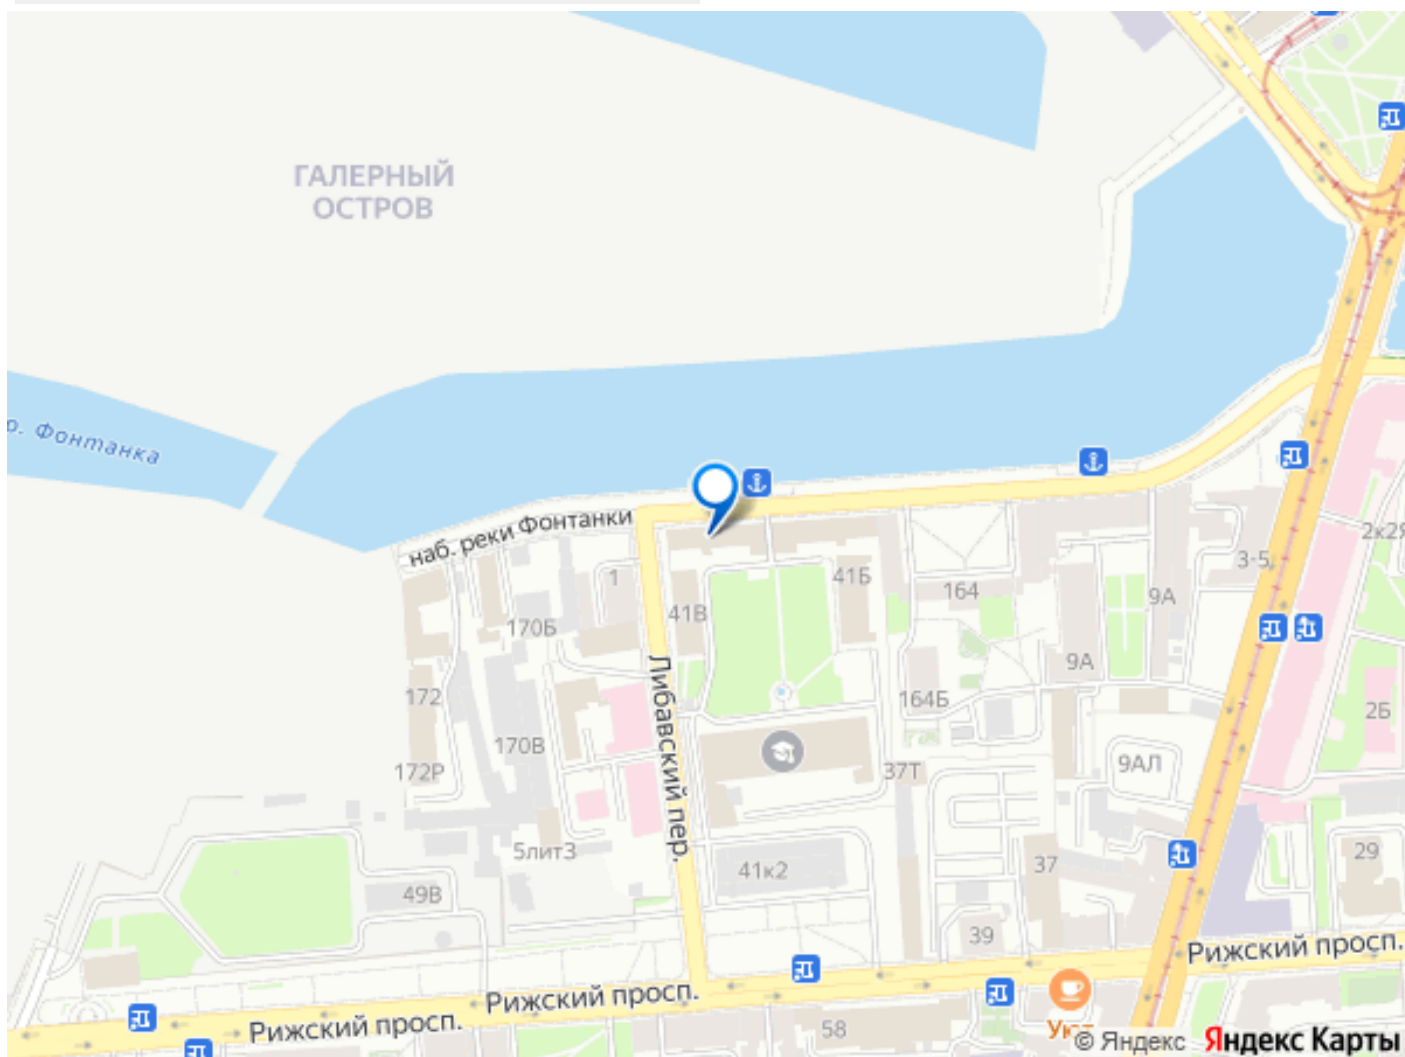 ГАЛЕРНЫЙ
ОСТРОВ
р. Фонтанка
наб. реки Фонтанки
2к2Я
3-5
1
41Б
164
9А
41В
170Б
9А
172
164Б
2Б
170В
Либавский пер.
172Р
37Т
9АЛ
5лит3
41к2
37
29
49В
39
Рижский просп.
Рижский просп.
Рижский просп.
58
© Яндекс
Яндекс Карты